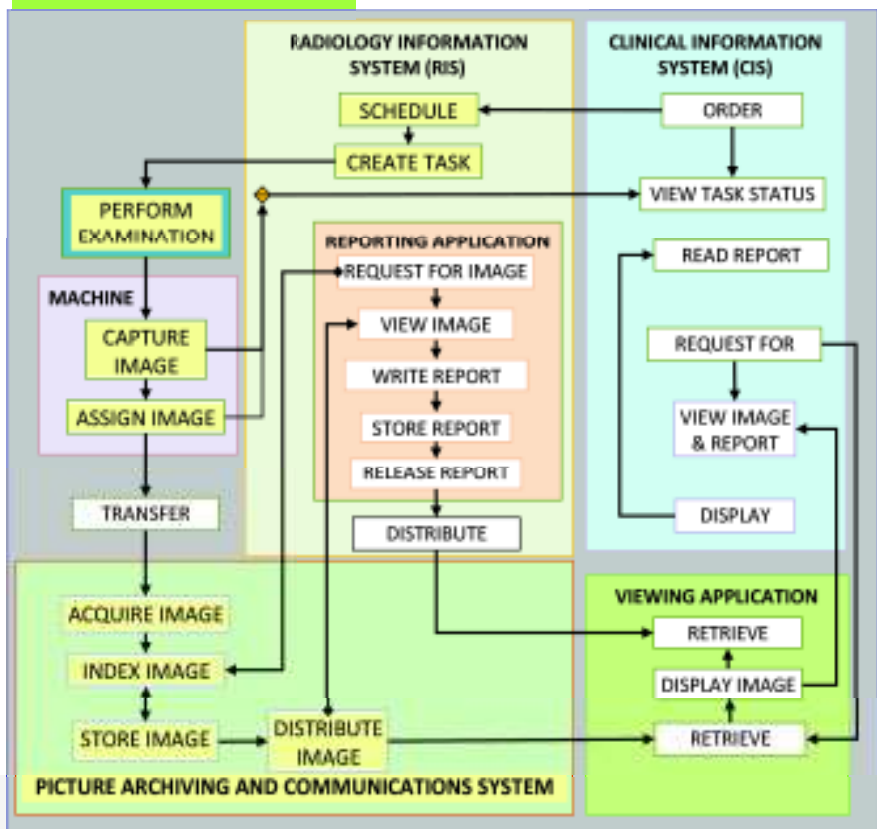 RADIOLOGY INFORMATION
SYSTEM (RIS)
SCHEDULE
CREATE TASK
CLINICAL INFORMATION
SYSTEM (CIS)
ORDER
VIEW TASK STATUS
READ REPORT
REQUEST FOR
VIEW IMAGE
& REPORT
DISPLAY
PERFORM
EXAMINATION
MACHINE
CAPTURE
IMAGE
ASSIGN IMAGE
TRANSFER
REPORTING APPLICATION
REQUEST FOR IMAGE
VIEW IMAGE
WRITE REPORT
STORE REPORT
RELEASE REPORT
DISTRIBUTE
ACQUIRE IMAGE
INDEX IMAGE
STORE IMAGE
DISTRIBUTE
IMAGE
PICTURE ARCHIVING AND COMMUNICATIONS SYSTEM
VIEWING APPLICATION
RETRIEVE
DISPLAY IMAGE
RETRIEVE